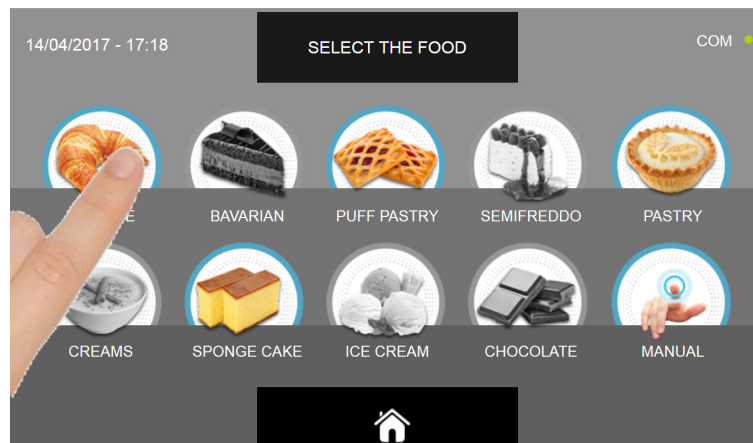 14/04/2017 - 17:18
SELECT THE FOOD
COM
BAVARIAN
PUFF PASTRY
SEMIFREDDO
PASTRY
CREAMS
SPONGE CAKE
ICE CREAM
CHOCOLATE
MANUAL